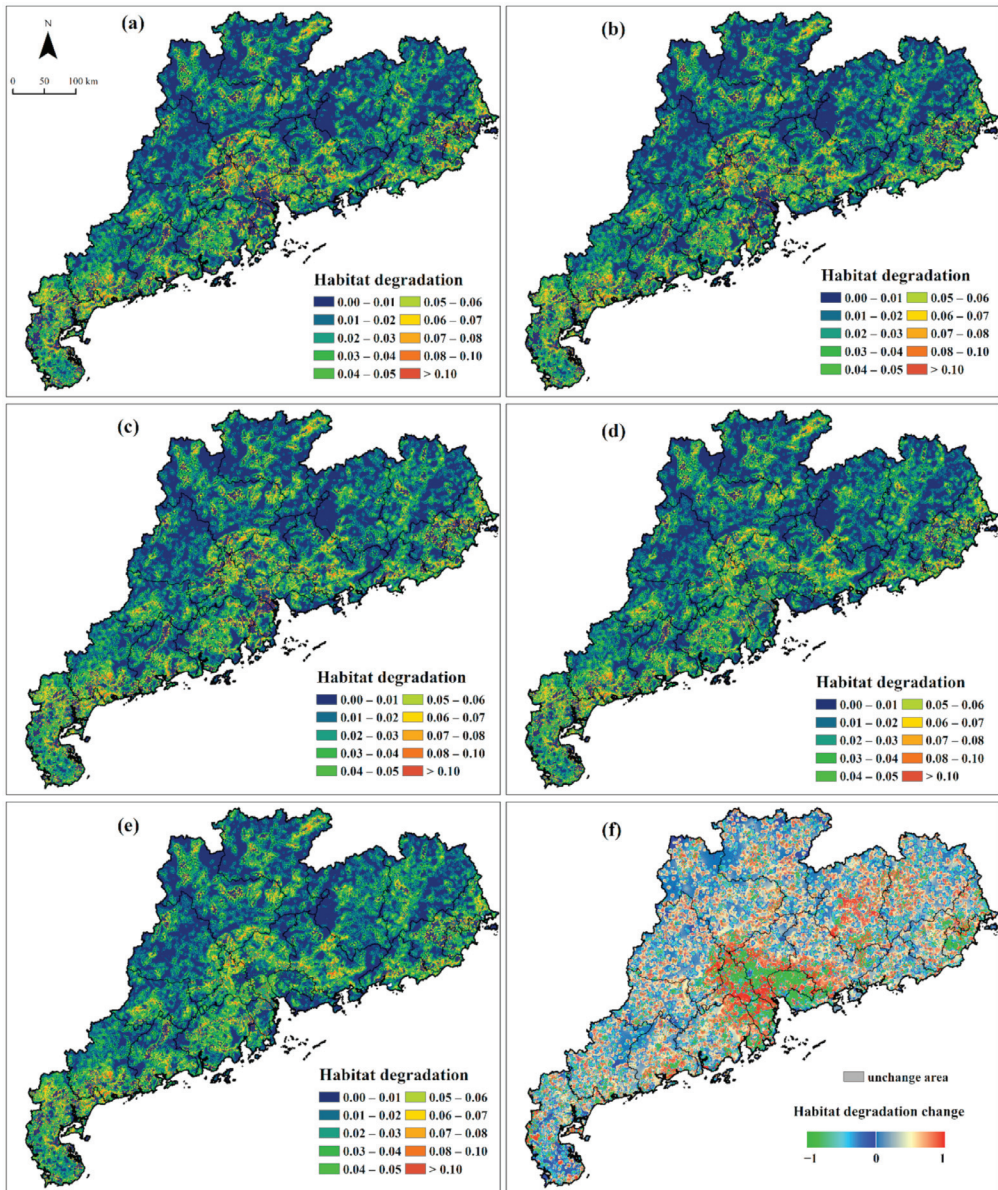 (a)
N
0 50 100 km
Habitat degradation
0.00 – 0.01 0.05 – 0.06
0.01 – 0.02 0.06 – 0.07
0.02 – 0.03 0.07 – 0.08
0.03 – 0.04 0.08 – 0.10
0.04 – 0.05 > 0.10
(b)
Habitat degradation
0.00 – 0.01 0.05 – 0.06
0.01 – 0.02 0.06 – 0.07
0.02 – 0.03 0.07 – 0.08
0.03 – 0.04 0.08 – 0.10
0.04 – 0.05 > 0.10
(c)
Habitat degradation
0.00 – 0.01 0.05 – 0.06
0.01 – 0.02 0.06 – 0.07
0.02 – 0.03 0.07 – 0.08
0.03 – 0.04 0.08 – 0.10
0.04 – 0.05 > 0.10
(d)
Habitat degradation
0.00 – 0.01 0.05 – 0.06
0.01 – 0.02 0.06 – 0.07
0.02 – 0.03 0.07 – 0.08
0.03 – 0.04 0.08 – 0.10
0.04 – 0.05 > 0.10
(e)
Habitat degradation
0.00 – 0.01 0.05 – 0.06
0.01 – 0.02 0.06 – 0.07
0.02 – 0.03 0.07 – 0.08
0.03 – 0.04 0.08 – 0.10
0.04 – 0.05 > 0.10
(f)
unchange area
Habitat degradation change
−1 0 1